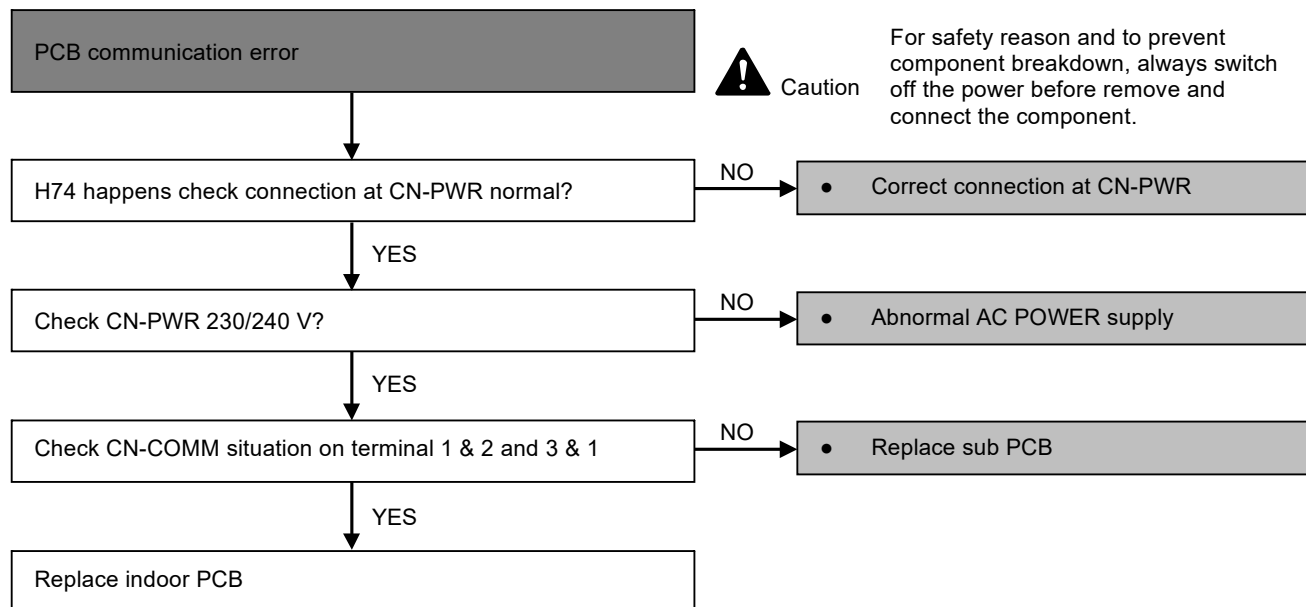 PCB communication error
Caution
For safety reason and to prevent
component breakdown, always switch
off the power before remove and
connect the component.
H74 happens check connection at CN-PWR normal?
NO
● Correct connection at CN-PWR
YES
Check CN-PWR 230/240 V?
NO
● Abnormal AC POWER supply
YES
Check CN-COMM situation on terminal 1 & 2 and 3 & 1
NO
● Replace sub PCB
YES
Replace indoor PCB